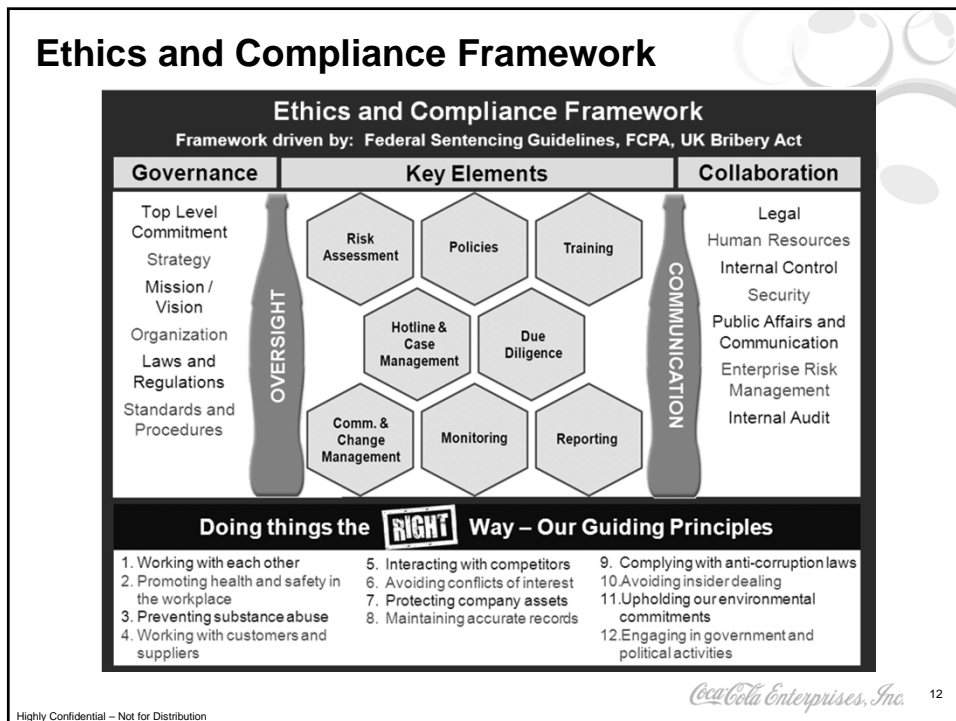 Ethics and Compliance Framework
Ethics and Compliance Framework
Framework driven by: Federal Sentencing Guidelines, FCPA, UK Bribery Act
Governance
Key Elements
Collaboration
Top Level
Commitment
Strategy
Mission /
Vision
Organization
Laws and
Regulations
Standards and
Procedures
OVERSIGHT
Risk
Assessment
Policies
Training
Hotline &
Case
Management
Due
Diligence
Comm. &
Change
Management
Monitoring
Reporting
COMMUNICATION
Legal
Human Resources
Internal Control
Security
Public Affairs and
Communication
Enterprise Risk
Management
Internal Audit
Doing things the RIGHT Way – Our Guiding Principles
1. Working with each other
2. Promoting health and safety in
the workplace
3. Preventing substance abuse
4. Working with customers and
suppliers
5. Interacting with competitors
6. Avoiding conflicts of interest
7. Protecting company assets
8. Maintaining accurate records
9. Complying with anti-corruption laws
10.Avoiding insider dealing
11.Upholding our environmental
commitments
12.Engaging in government and
political activities
Coca-Cola Enterprises, Inc.
12
Highly Confidential – Not for Distribution